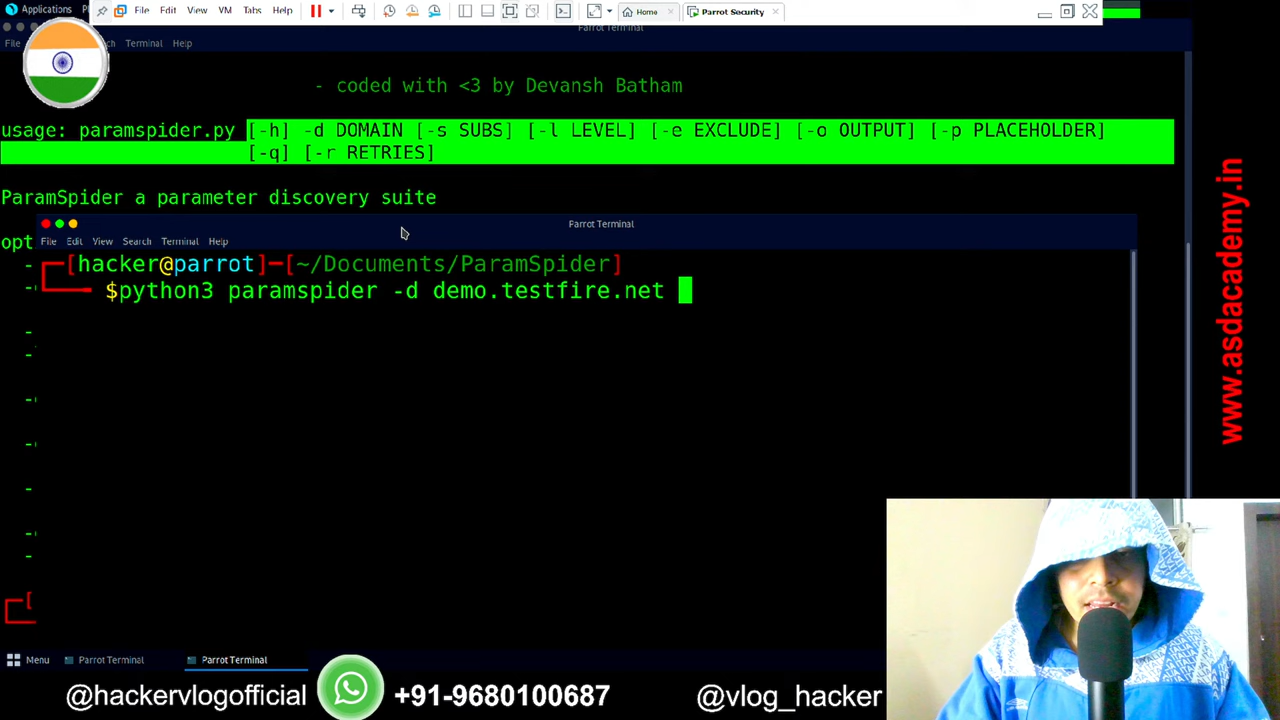 Applications
File Edit View VM Tabs Help
Home
Parrot Security
Parrot Terminal
File
Terminal Help
- coded with <3 by Devansh Batham
usage: paramspider.py [-h] -d DOMAIN [-s SUBS] [-l LEVEL] [-e EXCLUDE] [-o OUTPUT] [-p PLACEHOLDER]
[-q] [-r RETRIES]
ParamSpider a parameter discovery suite
opt
Parrot Terminal
File Edit View Search Terminal Help
[hacker@parrot]─[~/Documents/ParamSpider]
$python3 paramspider -d demo.testfire.net
www.asdacademy.in
Menu
Parrot Terminal
Parrot Terminal
@hackervlogofficial
+91-9680100687
@vlog_hacker